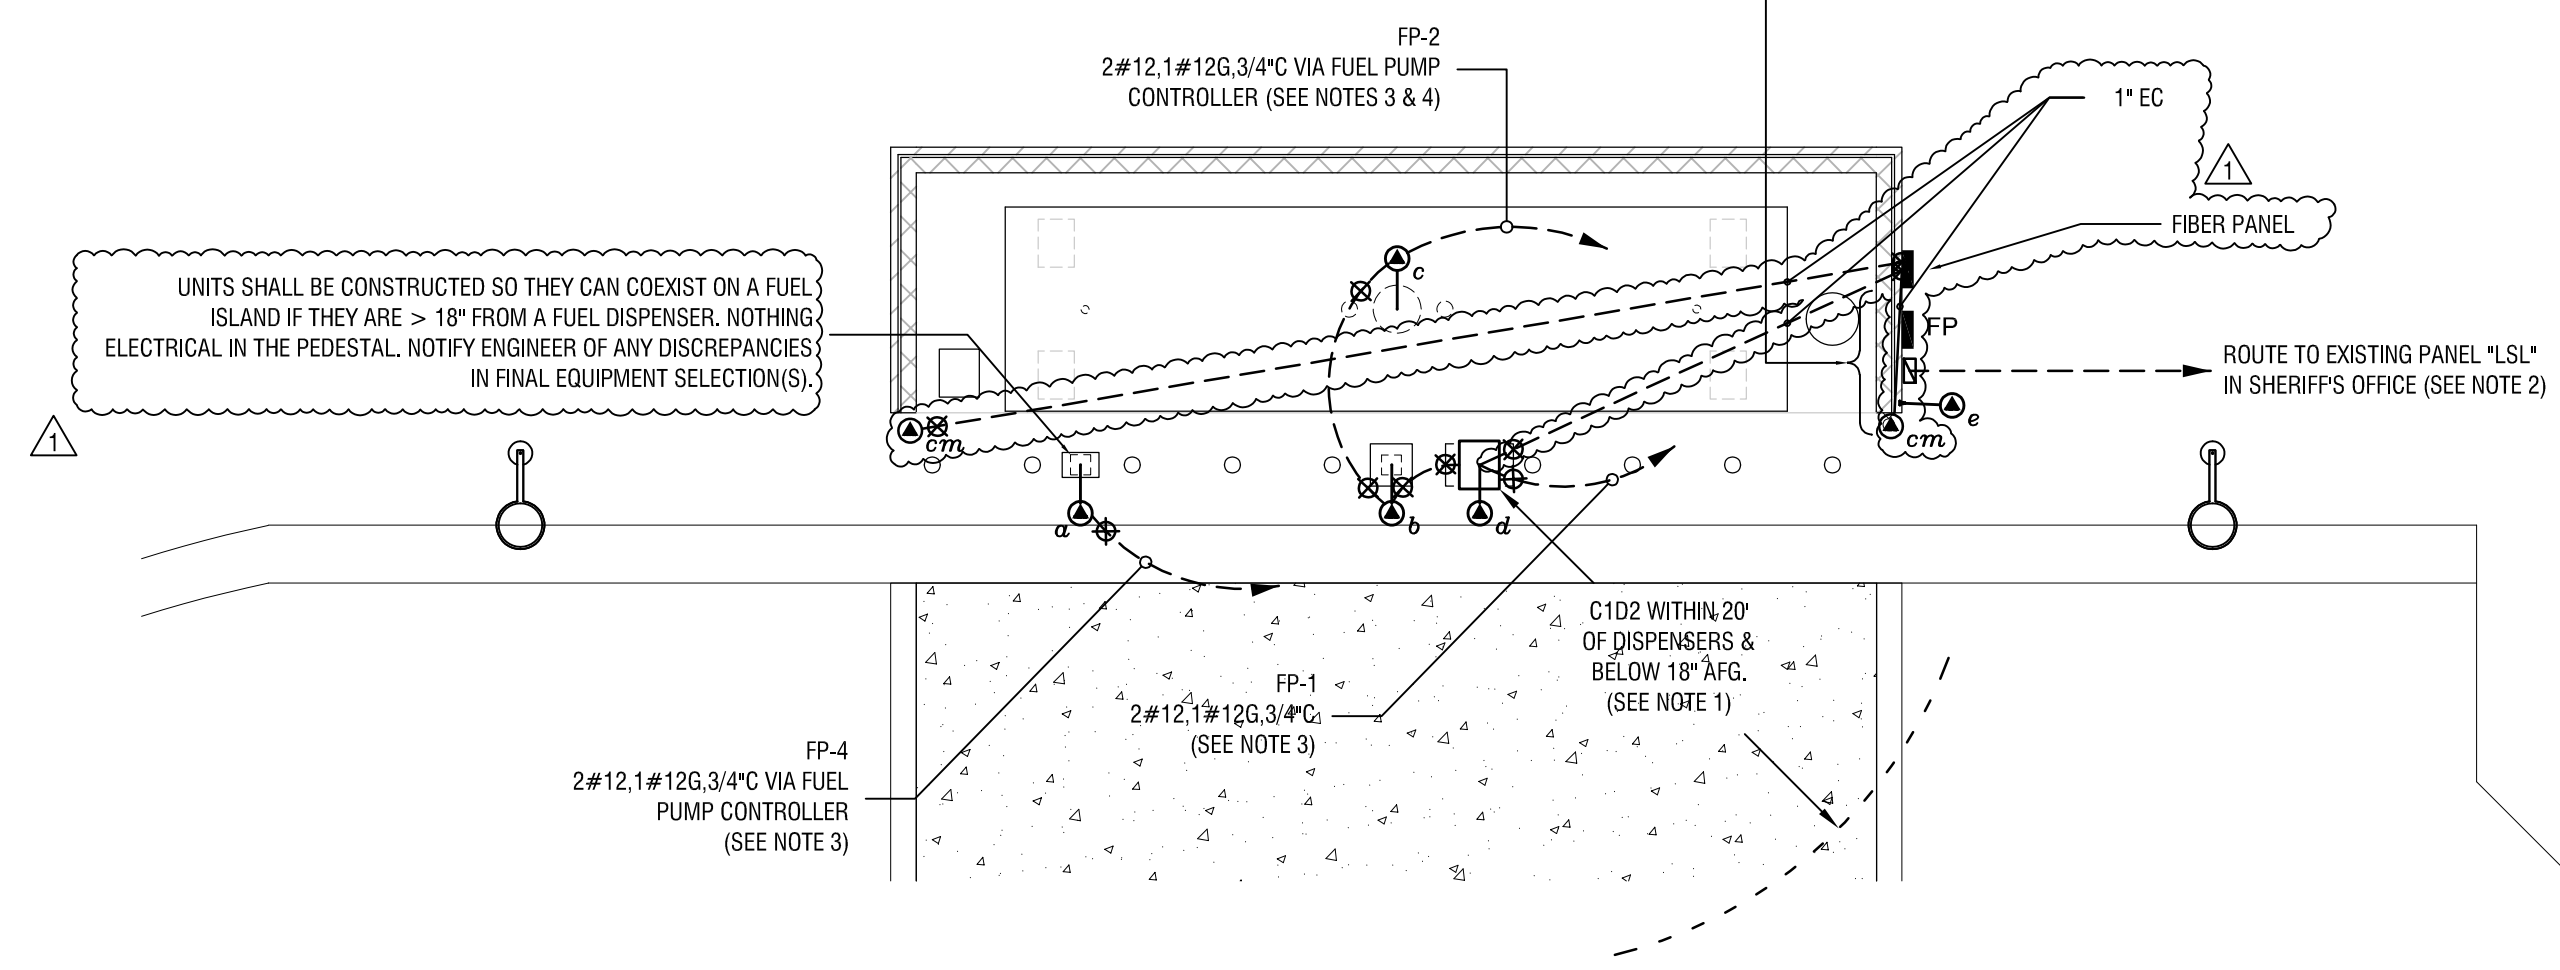 FP-2
2#12,1#12G,3/4"C VIA FUEL PUMP
CONTROLLER (SEE NOTES 3 & 4)
1" EC
1
FIBER PANEL
UNITS SHALL BE CONSTRUCTED SO THEY CAN COEXIST ON A FUEL
ISLAND IF THEY ARE > 18" FROM A FUEL DISPENSER. NOTHING
ELECTRICAL IN THE PEDESTAL. NOTIFY ENGINEER OF ANY DISCREPANCIES
IN FINAL EQUIPMENT SELECTION(S).
1
c
FP
ROUTE TO EXISTING PANEL "LSL"
IN SHERIFF'S OFFICE (SEE NOTE 2)
e
cm
cm
a
b
d
C1D2 WITHIN 20'
OF DISPENSERS &
BELOW 18" AFG.
(SEE NOTE 1)
FP-1
2#12,1#12G,3/4"C
(SEE NOTE 3)
FP-4
2#12,1#12G,3/4"C VIA FUEL
PUMP CONTROLLER
(SEE NOTE 3)